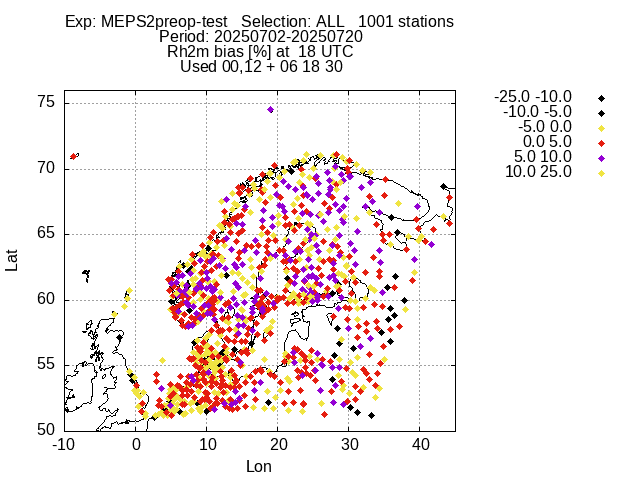 Exp: MEPS2preop-test   Selection: ALL   1001 stations
Period: 20250702-20250720
Rh2m bias [%] at  18 UTC
Used 00,12 + 06 18 30
-25.0 -10.0
-10.0 -5.0
-5.0 0.0
0.0 5.0
5.0 10.0
10.0 25.0
75
70
65
60
55
50
Lat
-10 0 10 20 30 40
Lon